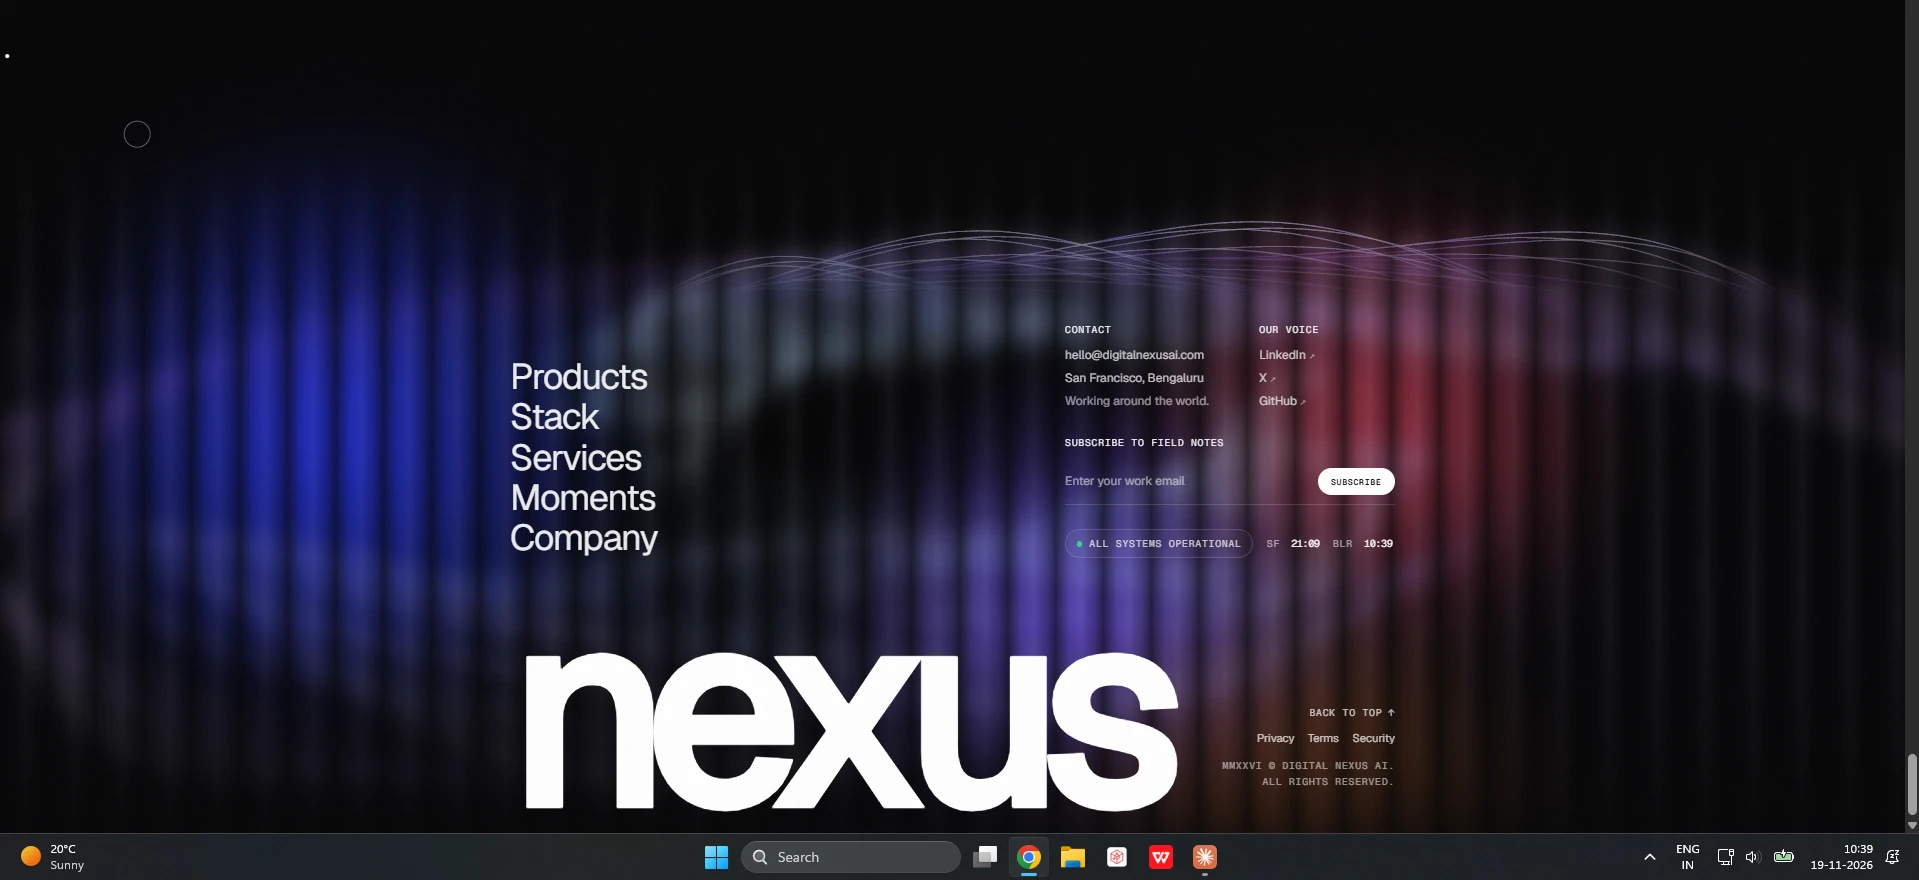 Products
Stack
Services
Moments
Company
CONTACT
hello@digitalnexusai.com
San Francisco, Bengaluru
Working around the world.
OUR VOICE
LinkedIn ↗
X ↗
GitHub ↗
SUBSCRIBE TO FIELD NOTES
Enter your work email
SUBSCRIBE
ALL SYSTEMS OPERATIONAL SF 21:09 BLR 10:39
nexus
BACK TO TOP ↑
Privacy Terms Security
MMXXVI © DIGITAL NEXUS AI.
ALL RIGHTS RESERVED.
20°C
Sunny
Search
ENG
IN
10:39
19-11-2026